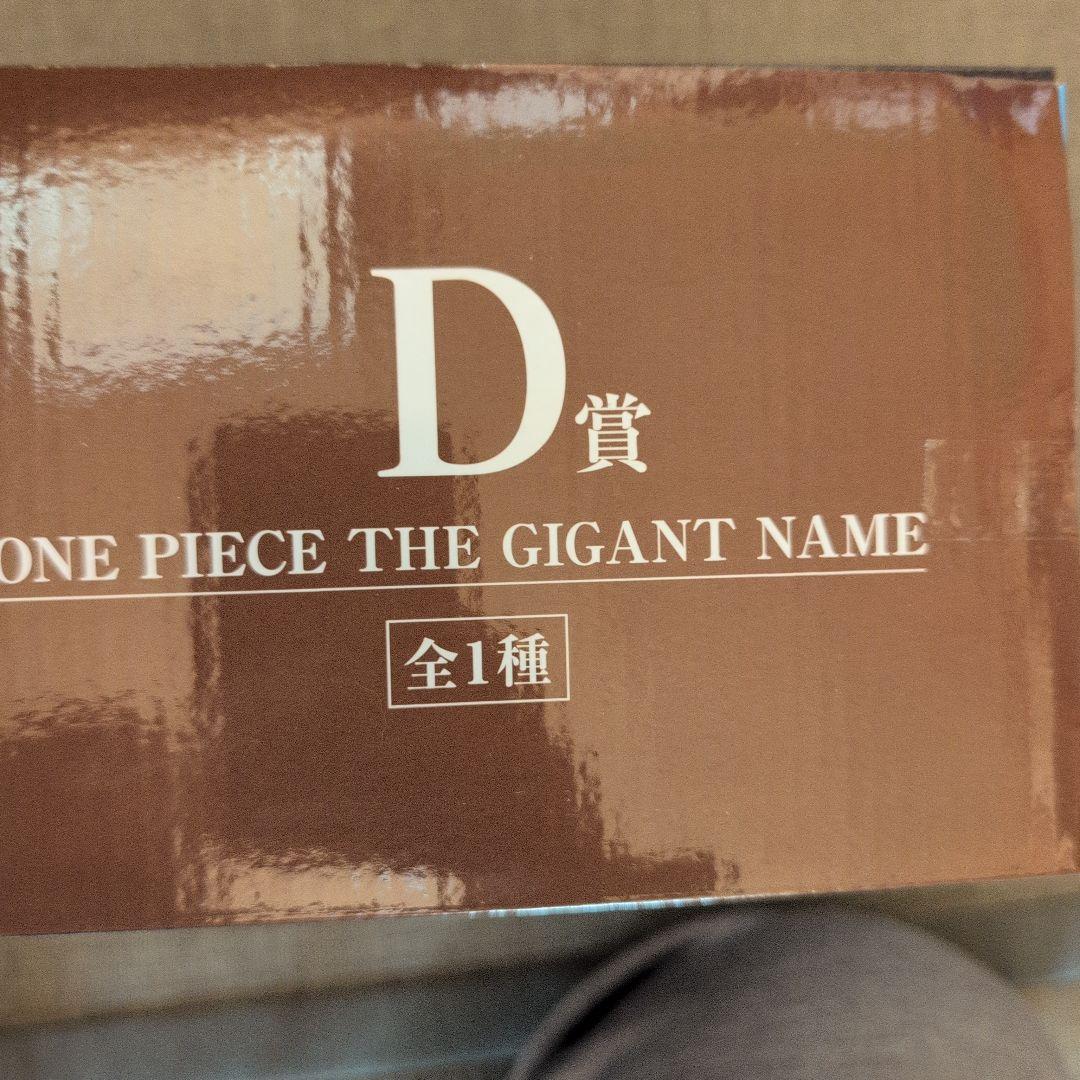 D賞
ONE PIECE THE GIGANT NAME
全1種